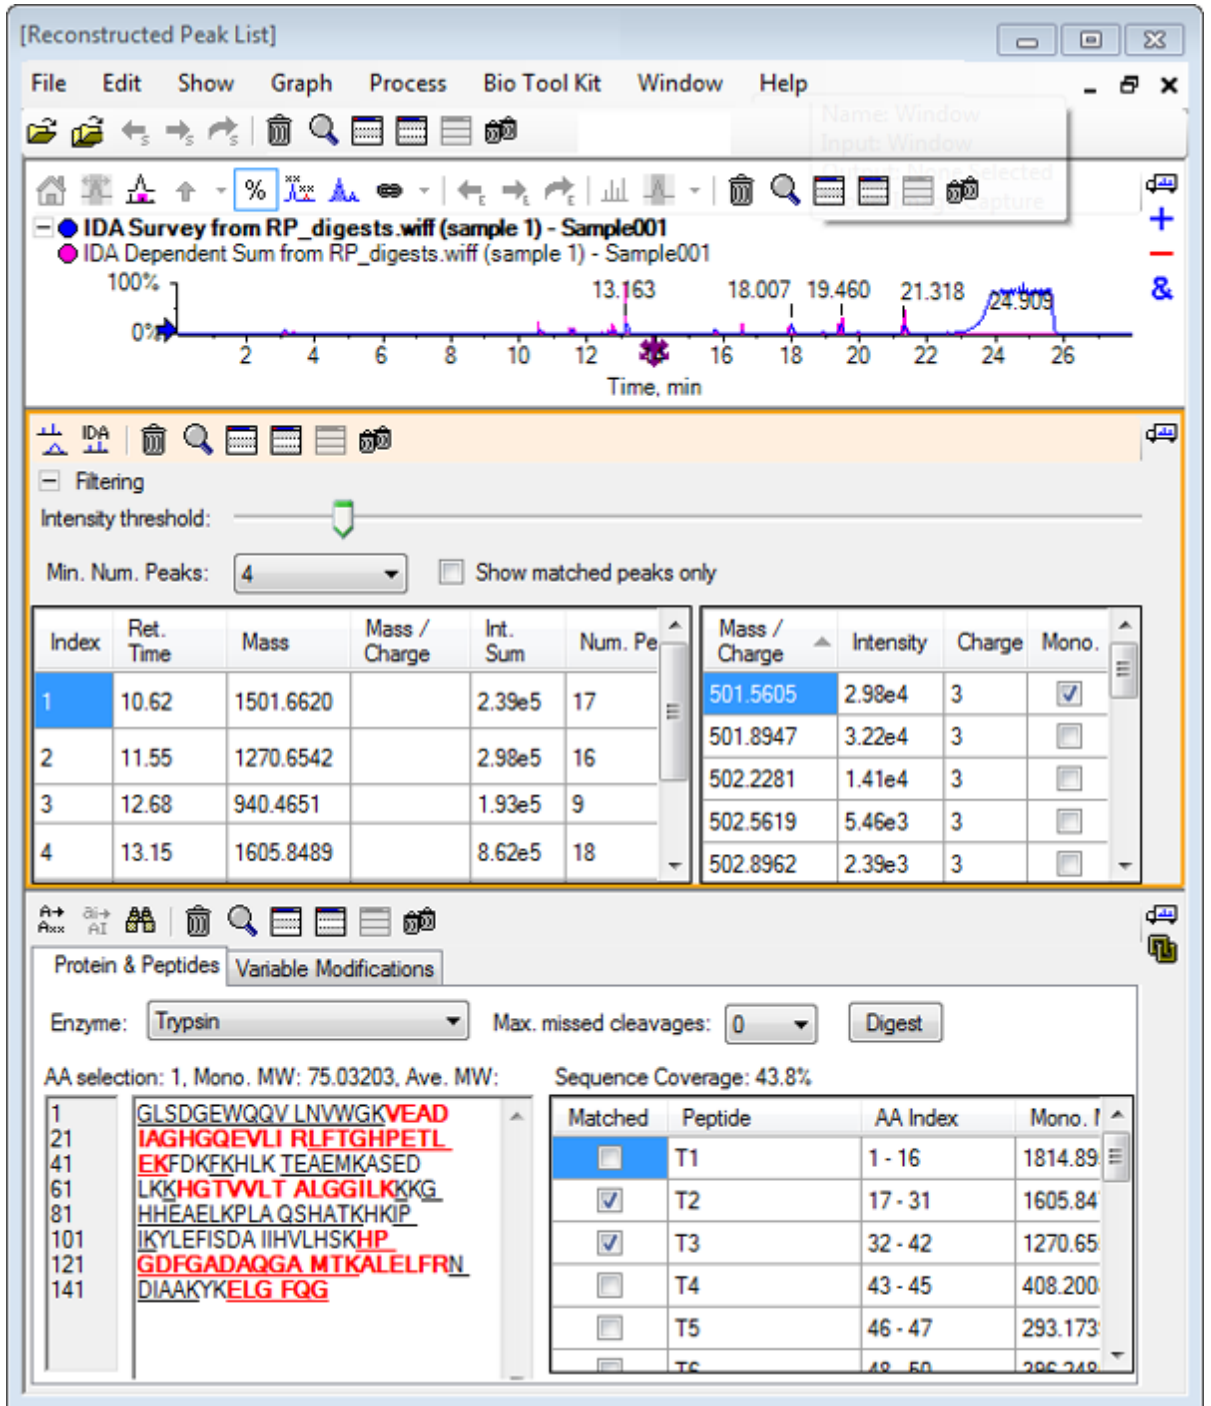 [Reconstructed Peak List]
File Edit Show Graph Process Bio Tool Kit Window Help
Name: Window
Input: Window
Output: None Selected
%
IDA Survey from RP_digests.wiff (sample 1) - Sample001
IDA Dependent Sum from RP_digests.wiff (sample 1) - Sample001
100%
13.163 18.007 19.460 21.318 24.909
0%
2 4 6 8 10 12 16 18 20 22 24 26
Time, min
&
IDA
Filtering
Intensity threshold:
Min. Num. Peaks: 4 Show matched peaks only
Index Ret. Time Mass Mass / Charge Int. Sum Num. Pe
1 10.62 1501.6620 2.39e5 17
2 11.55 1270.6542 2.98e5 16
3 12.68 940.4651 1.93e5 9
4 13.15 1605.8489 8.62e5 18
Mass / Charge Intensity Charge Mono.
501.5605 2.98e4 3
501.8947 3.22e4 3
502.2281 1.41e4 3
502.5619 5.46e3 3
502.8962 2.39e3 3
Protein & Peptides Variable Modifications
Enzyme: Trypsin Max. missed cleavages: 0 Digest
AA selection: 1, Mono. MW: 75.03203, Ave. MW:
1 GLSDGEWQQV LNVWGKVEAD
21 IAGHGQEVLI RLFTGHPETL
41 EKFDKFKHLK TEAEMKASED
61 LKKHGTVVLT ALGGILKKKG
81 HHEAELKPLA QSHATKHKIP
101 IKYLEFISDA IIHVLHSKHP
121 GDFGADAQGA MTKALELFRN
141 DIAAKYKELG FQG
Sequence Coverage: 43.8%
Matched Peptide AA Index Mono.
T1 1 - 16 1814.89
T2 17 - 31 1605.84
T3 32 - 42 1270.65
T4 43 - 45 408.200
T5 46 - 47 293.173